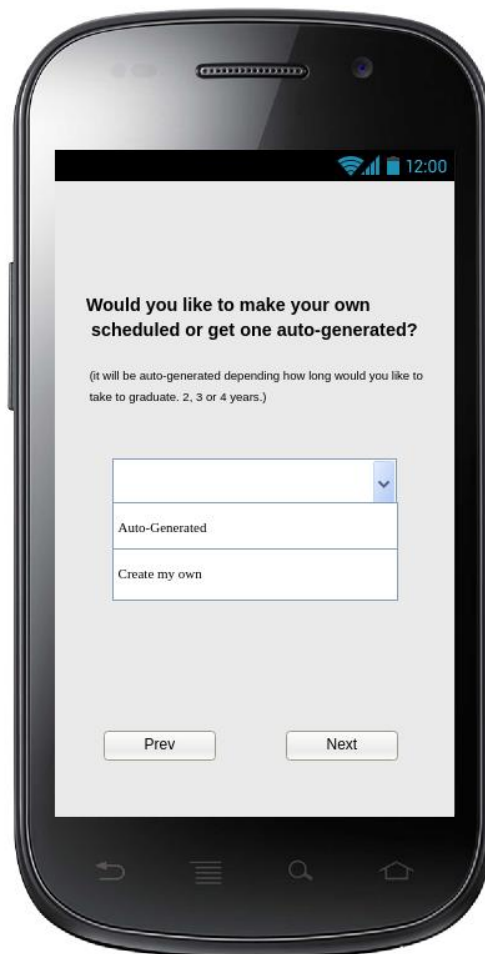 12:00
Would you like to make your own
scheduled or get one auto-generated?
(it will be auto-generated depending how long would you like to
take to graduate. 2, 3 or 4 years.)
Auto-Generated
Create my own
Prev
Next